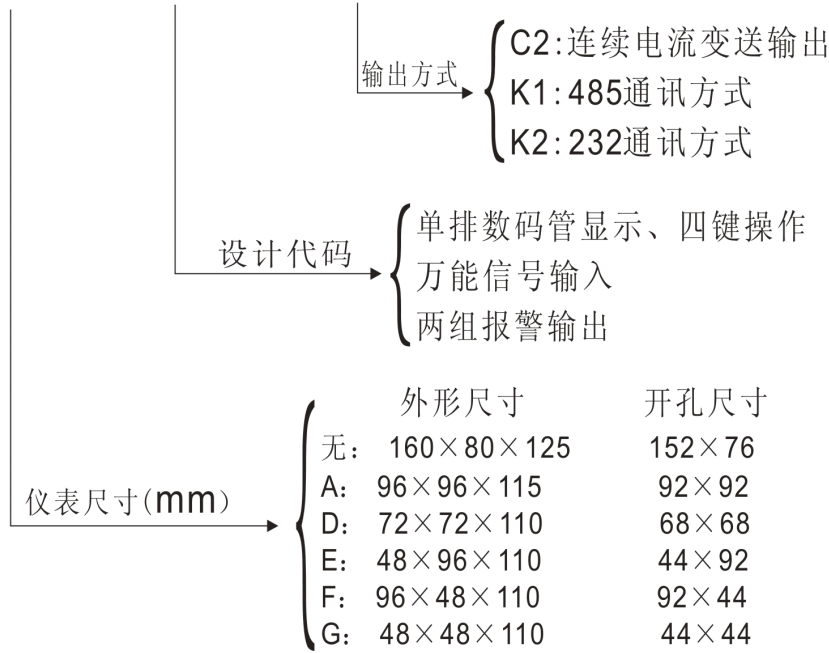 C2:连续电流变送输出
输出方式
K1:485通讯方式
K2:232通讯方式
单排数码管显示、四键操作
设计代码
万能信号输入
两组报警输出
外形尺寸 开孔尺寸
无: 160×80×125 152×76
A: 96×96×115 92×92
仪表尺寸(mm)
D: 72×72×110 68×68
E: 48×96×110 44×92
F: 96×48×110 92×44
G: 48×48×110 44×44